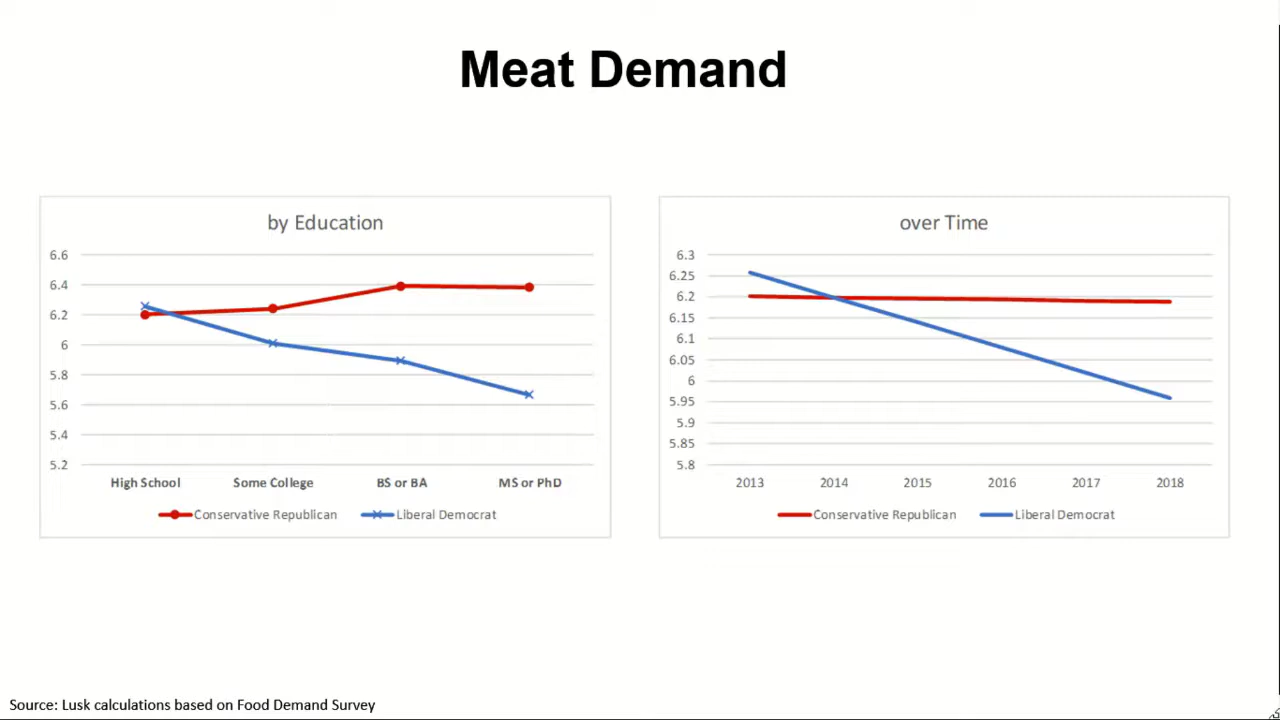 Meat Demand
by Education
6.6
6.4
6.2
6
5.8
5.6
5.4
5.2
High School Some College BS or BA MS or PhD
Conservative Republican Liberal Democrat
over Time
6.3
6.25
6.2
6.15
6.1
6.05
6
5.95
5.9
5.85
5.8
2013 2014 2015 2016 2017 2018
Conservative Republican Liberal Democrat
Source: Lusk calculations based on Food Demand Survey